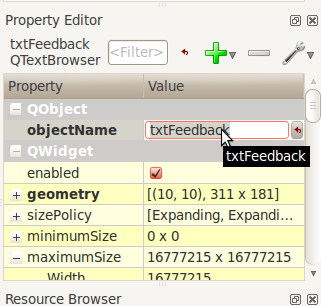 Property Editor
txtFeedback
QTextBrowser
<Filter>
Property Value
QObject
objectName txtFeedback
txtFeedback
QWidget
enabled
geometry [(10, 10), 311 x 181]
sizePolicy [Expanding, Expandi...
minimumSize 0 x 0
maximumSize 16777215 x 16777215
Width 16777215
Resource Browser